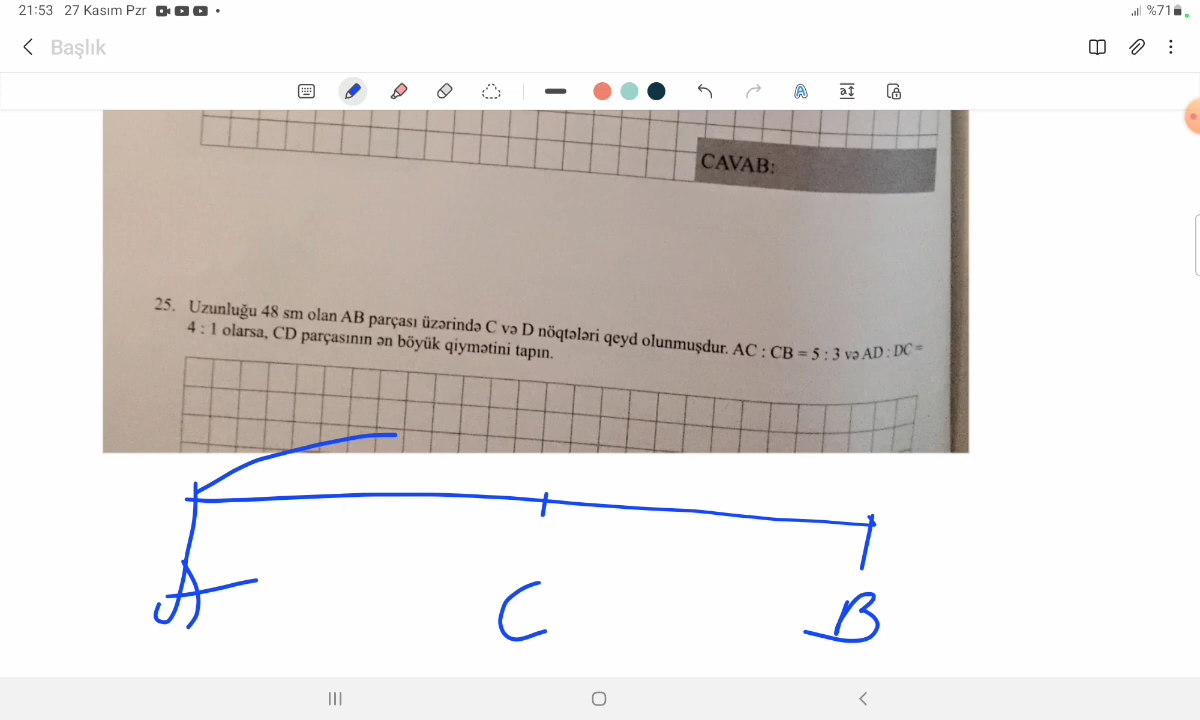 21:53 27 Kasım Pzr
%71
Başlık
CAVAB:
25. Uzunluğu 48 sm olan AB parçası üzərində C və D nöqtələri qeyd olunmuşdur. AC : CB = 5 : 3 və AD : DC =
4 : 1 olarsa, CD parçasının ən böyük qiymətini tapın.
A C B